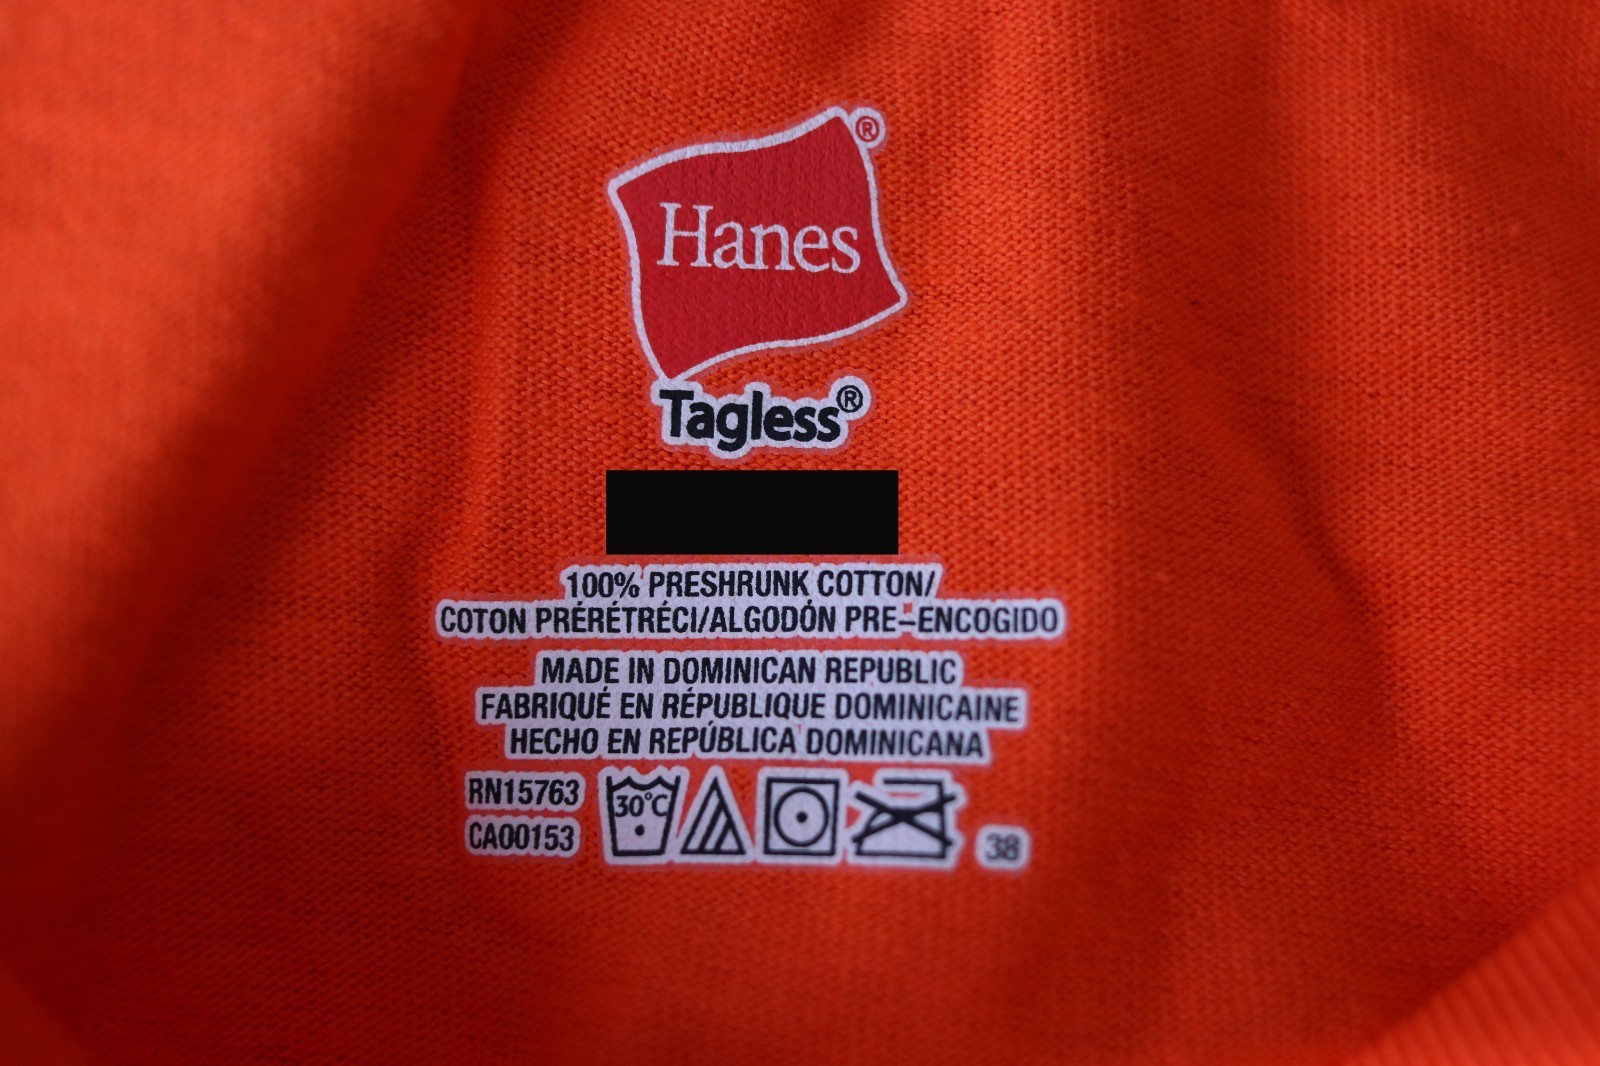 Hanes®
Tagless®
100% PRESHRUNK COTTON/
COTON PRÉRÉTRÉCI/ALGODÓN PRE-ENCOGIDO
MADE IN DOMINICAN REPUBLIC
FABRIQUÉ EN RÉPUBLIQUE DOMINICAINE
HECHO EN REPÚBLICA DOMINICANA
RN15763
30°C
CA00153
38